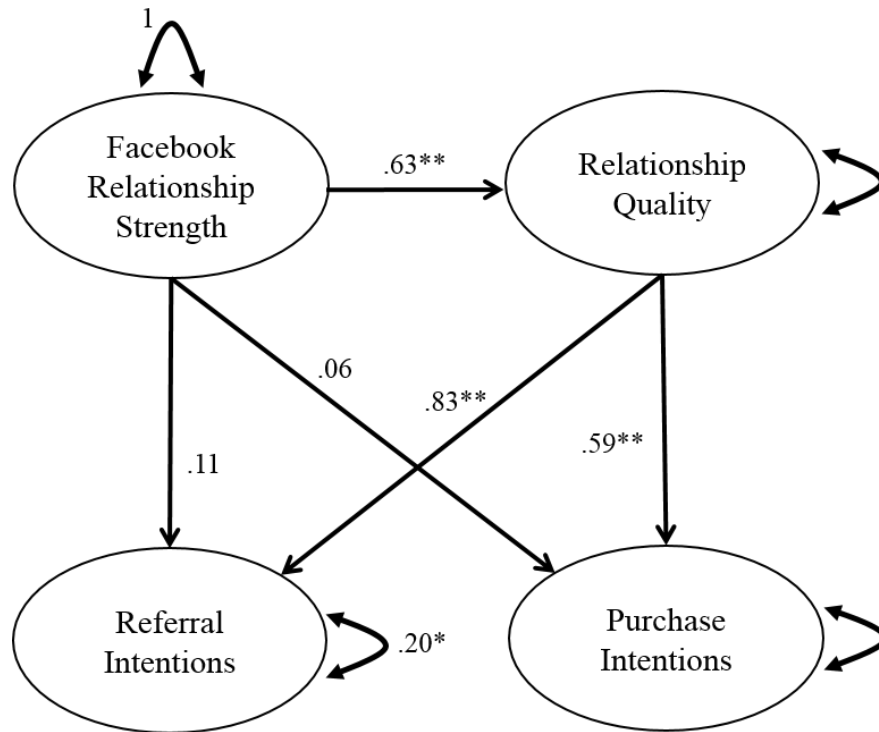 1
Facebook
Relationship
Strength
.63**
Relationship
Quality
.06
.83**
.59**
.11
Referral
Intentions
.20*
Purchase
Intentions